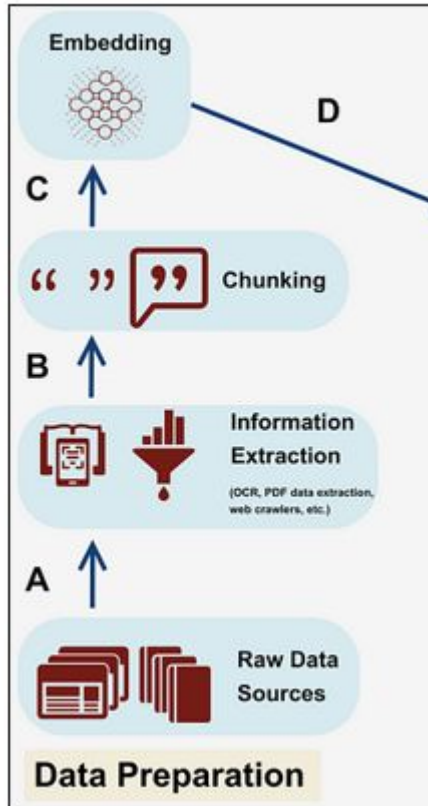 Embedding
D
C
“ ” ” Chunking
B
Information
Extraction
(OCR, PDF data extraction,
web crawlers, etc.)
A
Raw Data
Sources
Data Preparation